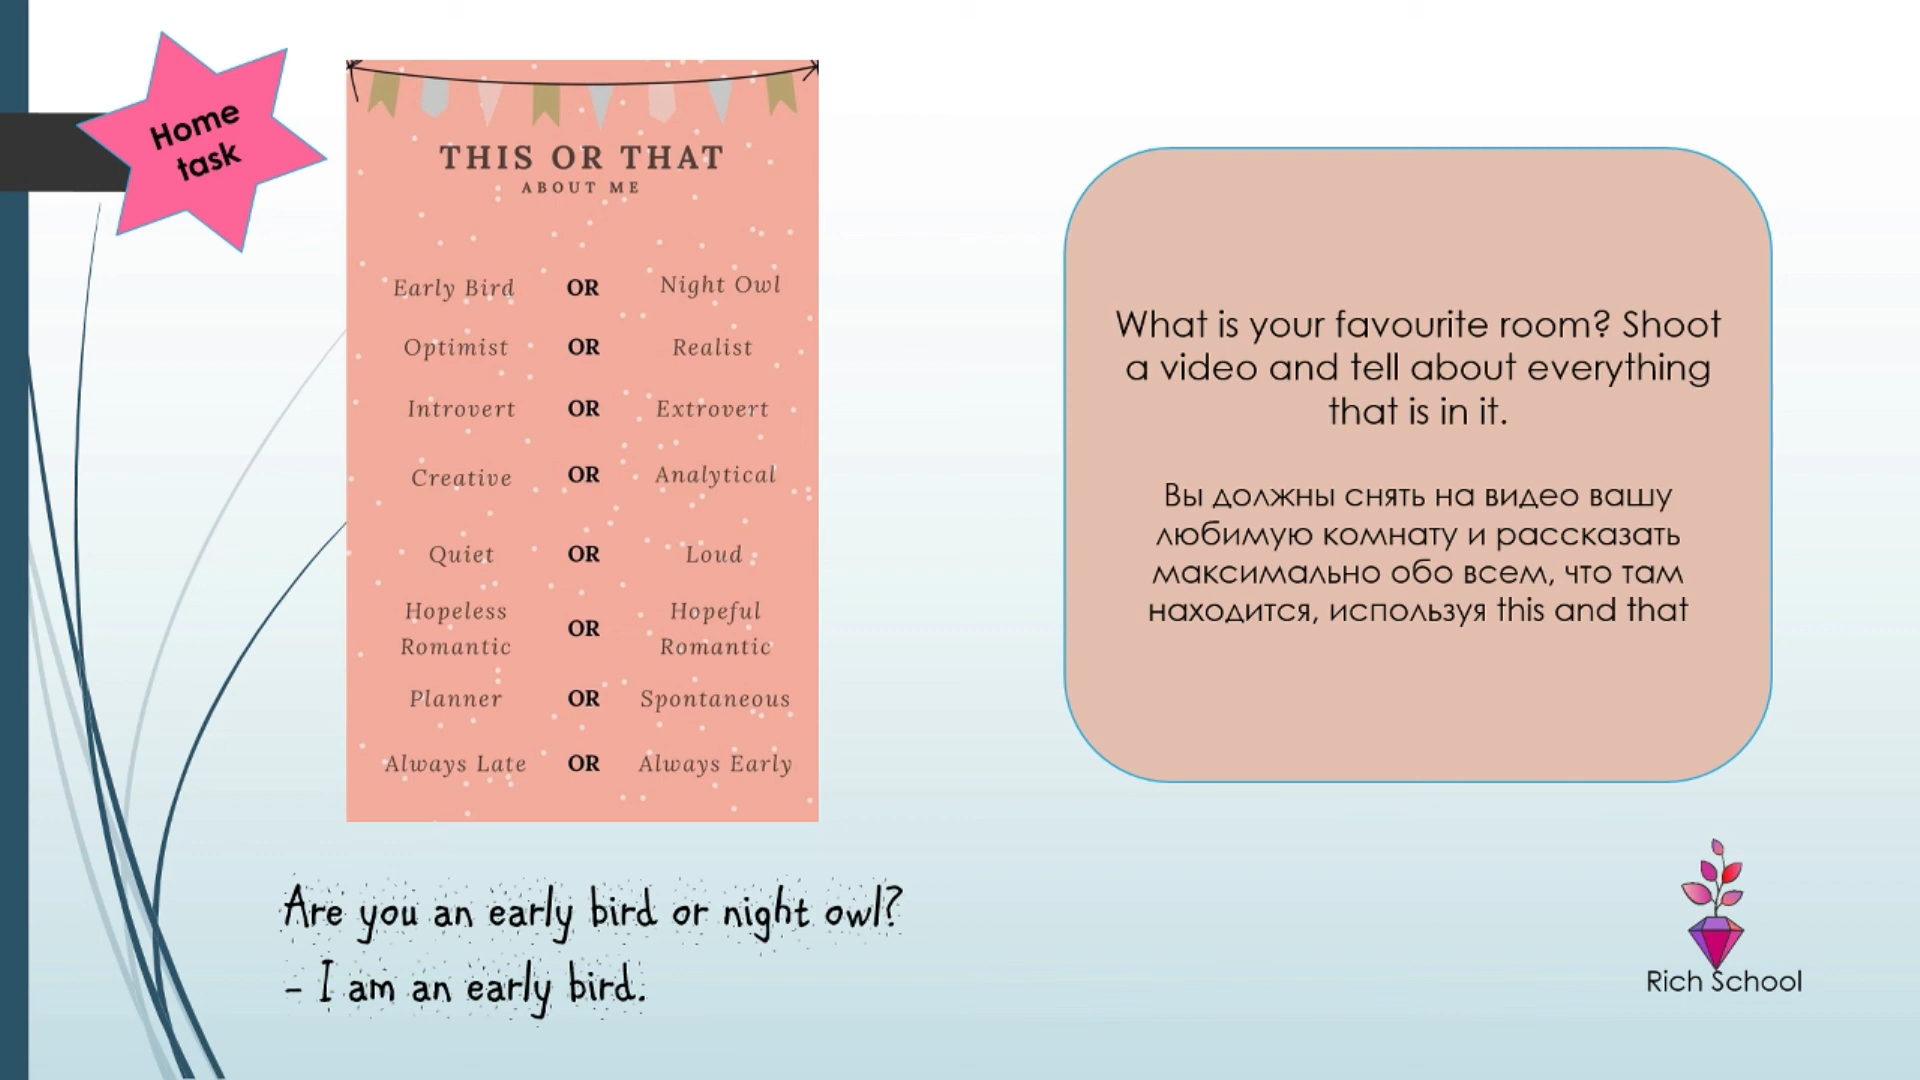 Home
task
THIS OR THAT
ABOUT ME
Early Bird OR Night Owl
Optimist OR Realist
Introvert OR Extrovert
Creative OR Analytical
Quiet OR Loud
Hopeless Romantic OR Hopeful Romantic
Planner OR Spontaneous
Always Late OR Always Early
Are you an early bird or night owl?
- I am an early bird.
What is your favourite room? Shoot
a video and tell about everything
that is in it.
Вы должны снять на видео вашу
любимую комнату и рассказать
максимально обо всем, что там
находится, используя this and that
Rich School